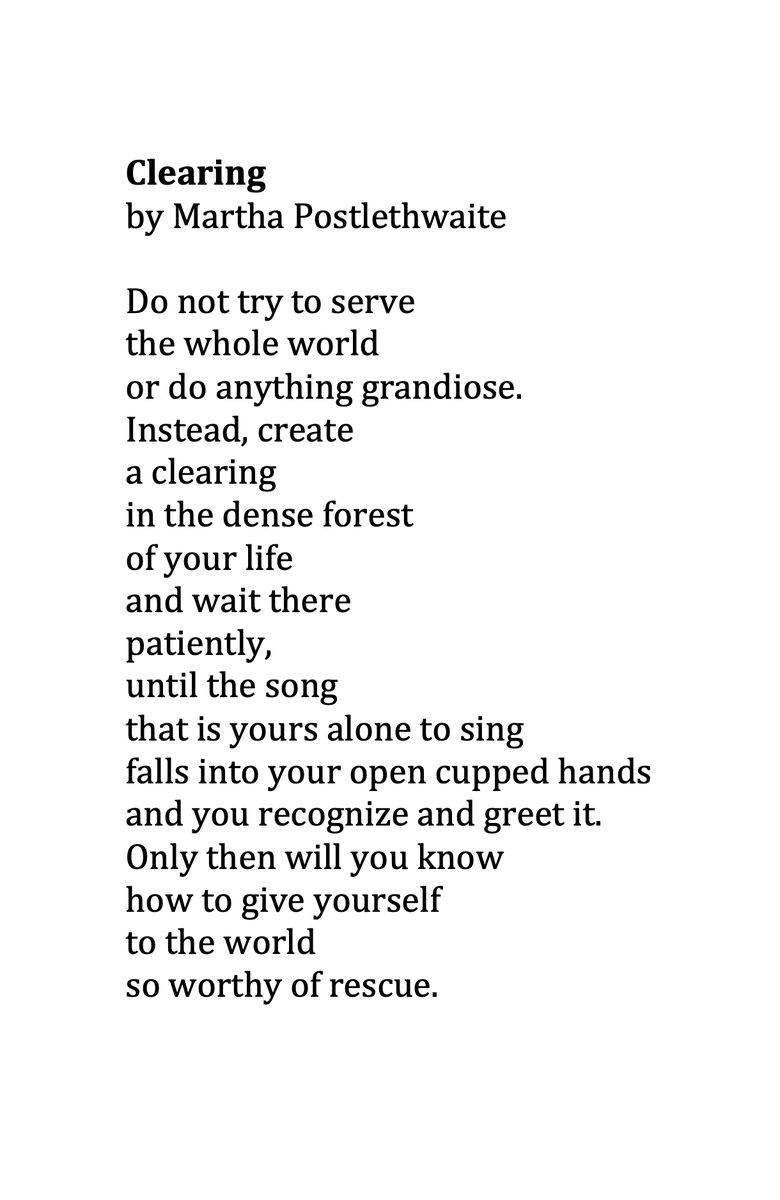 Clearing
by Martha Postlethwaite
Do not try to serve
the whole world
or do anything grandiose.
Instead, create
a clearing
in the dense forest
of your life
and wait there
patiently,
until the song
that is yours alone to sing
falls into your open cupped hands
and you recognize and greet it.
Only then will you know
how to give yourself
to the world
so worthy of rescue.